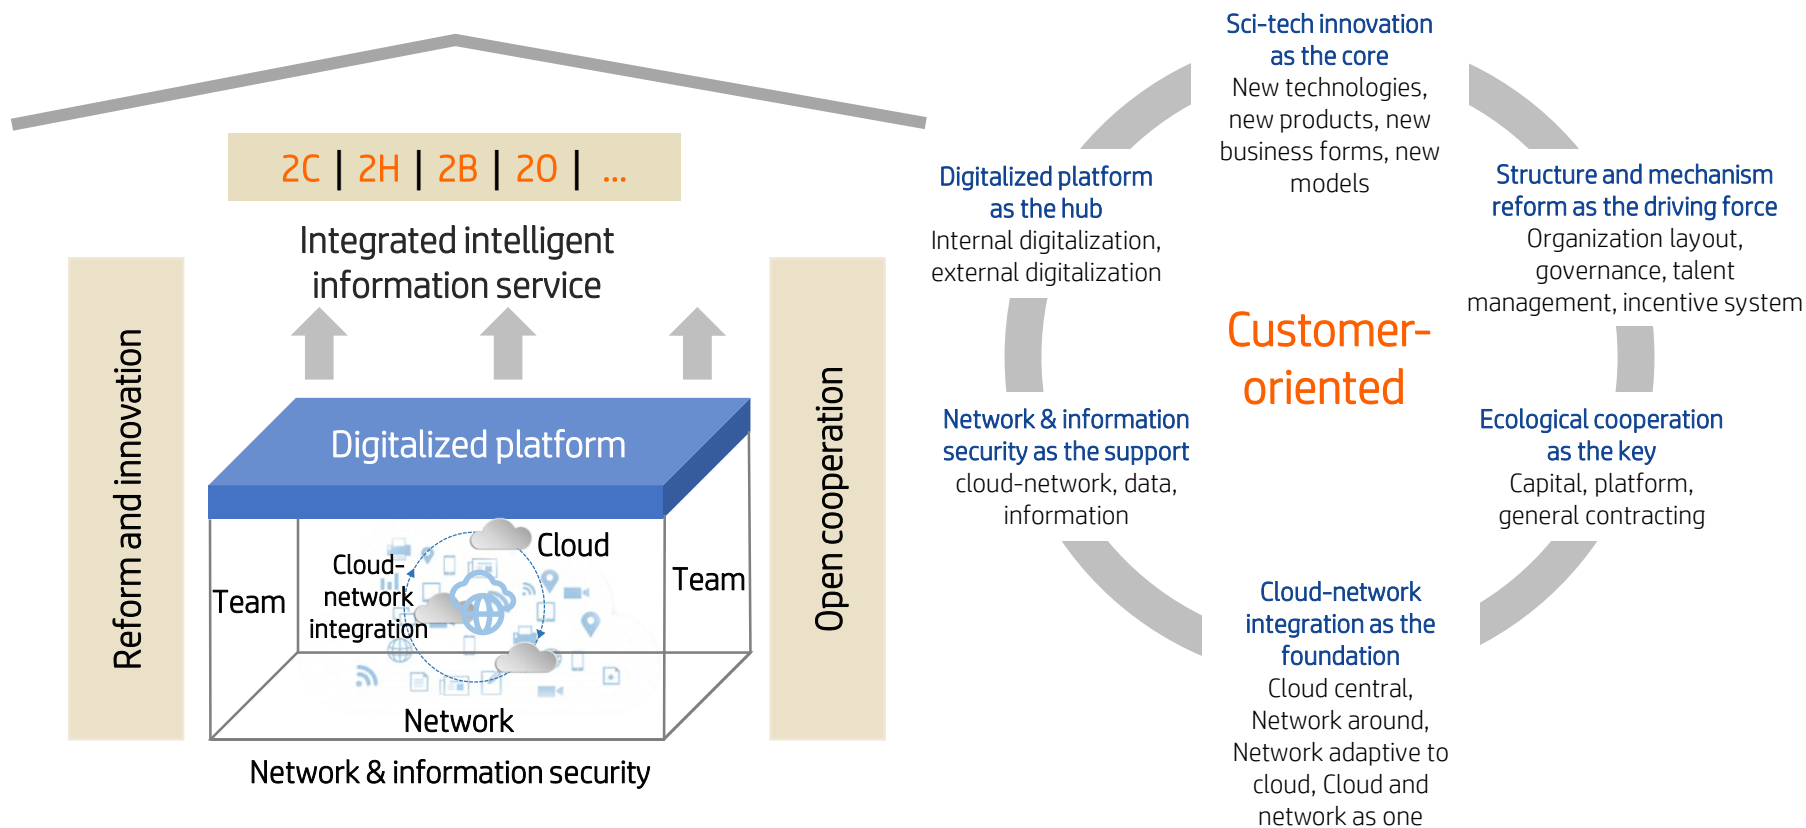 2C | 2H | 2B | 2O | ...
Integrated intelligent
information service
Reform and innovation
Open cooperation
Digitalized platform
Cloud
Cloud-
network
integration
Team
Team
Network
Network & information security
Sci-tech innovation
as the core
New technologies,
new products, new
business forms, new
models
Digitalized platform
as the hub
Internal digitalization,
external digitalization
Structure and mechanism
reform as the driving force
Organization layout,
governance, talent
management, incentive system
Customer-
oriented
Network & information
security as the support
cloud-network, data,
information
Ecological cooperation
as the key
Capital, platform,
general contracting
Cloud-network
integration as the
foundation
Cloud central,
Network around,
Network adaptive to
cloud, Cloud and
network as one